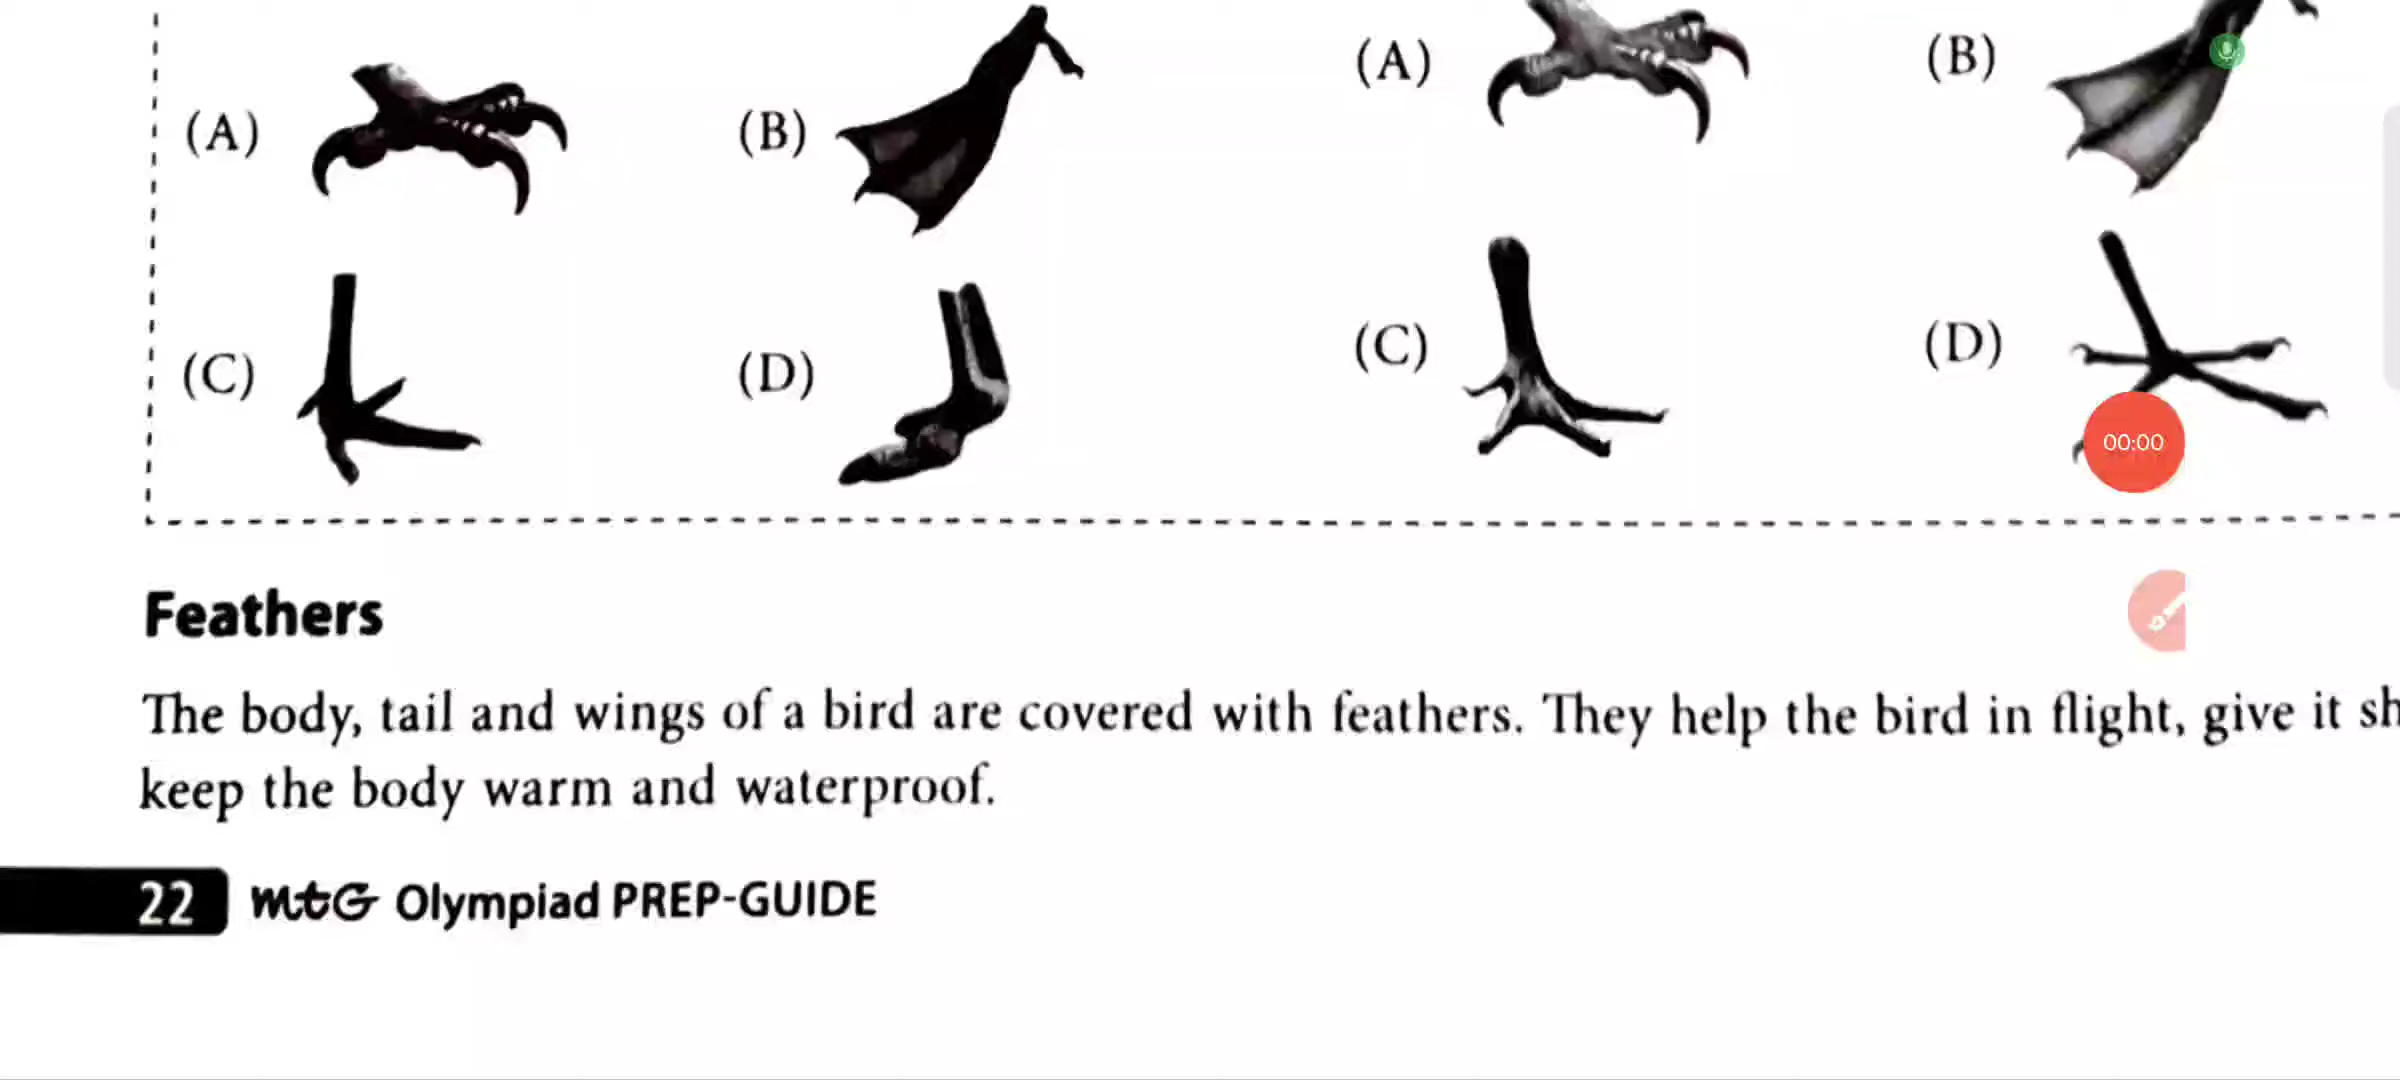 (A) (B) (A) (B)
(C) (D) (C) (D)
00:00
Feathers
The body, tail and wings of a bird are covered with feathers. They help the bird in flight, give it
keep the body warm and waterproof.
22 mtG Olympiad PREP-GUIDE